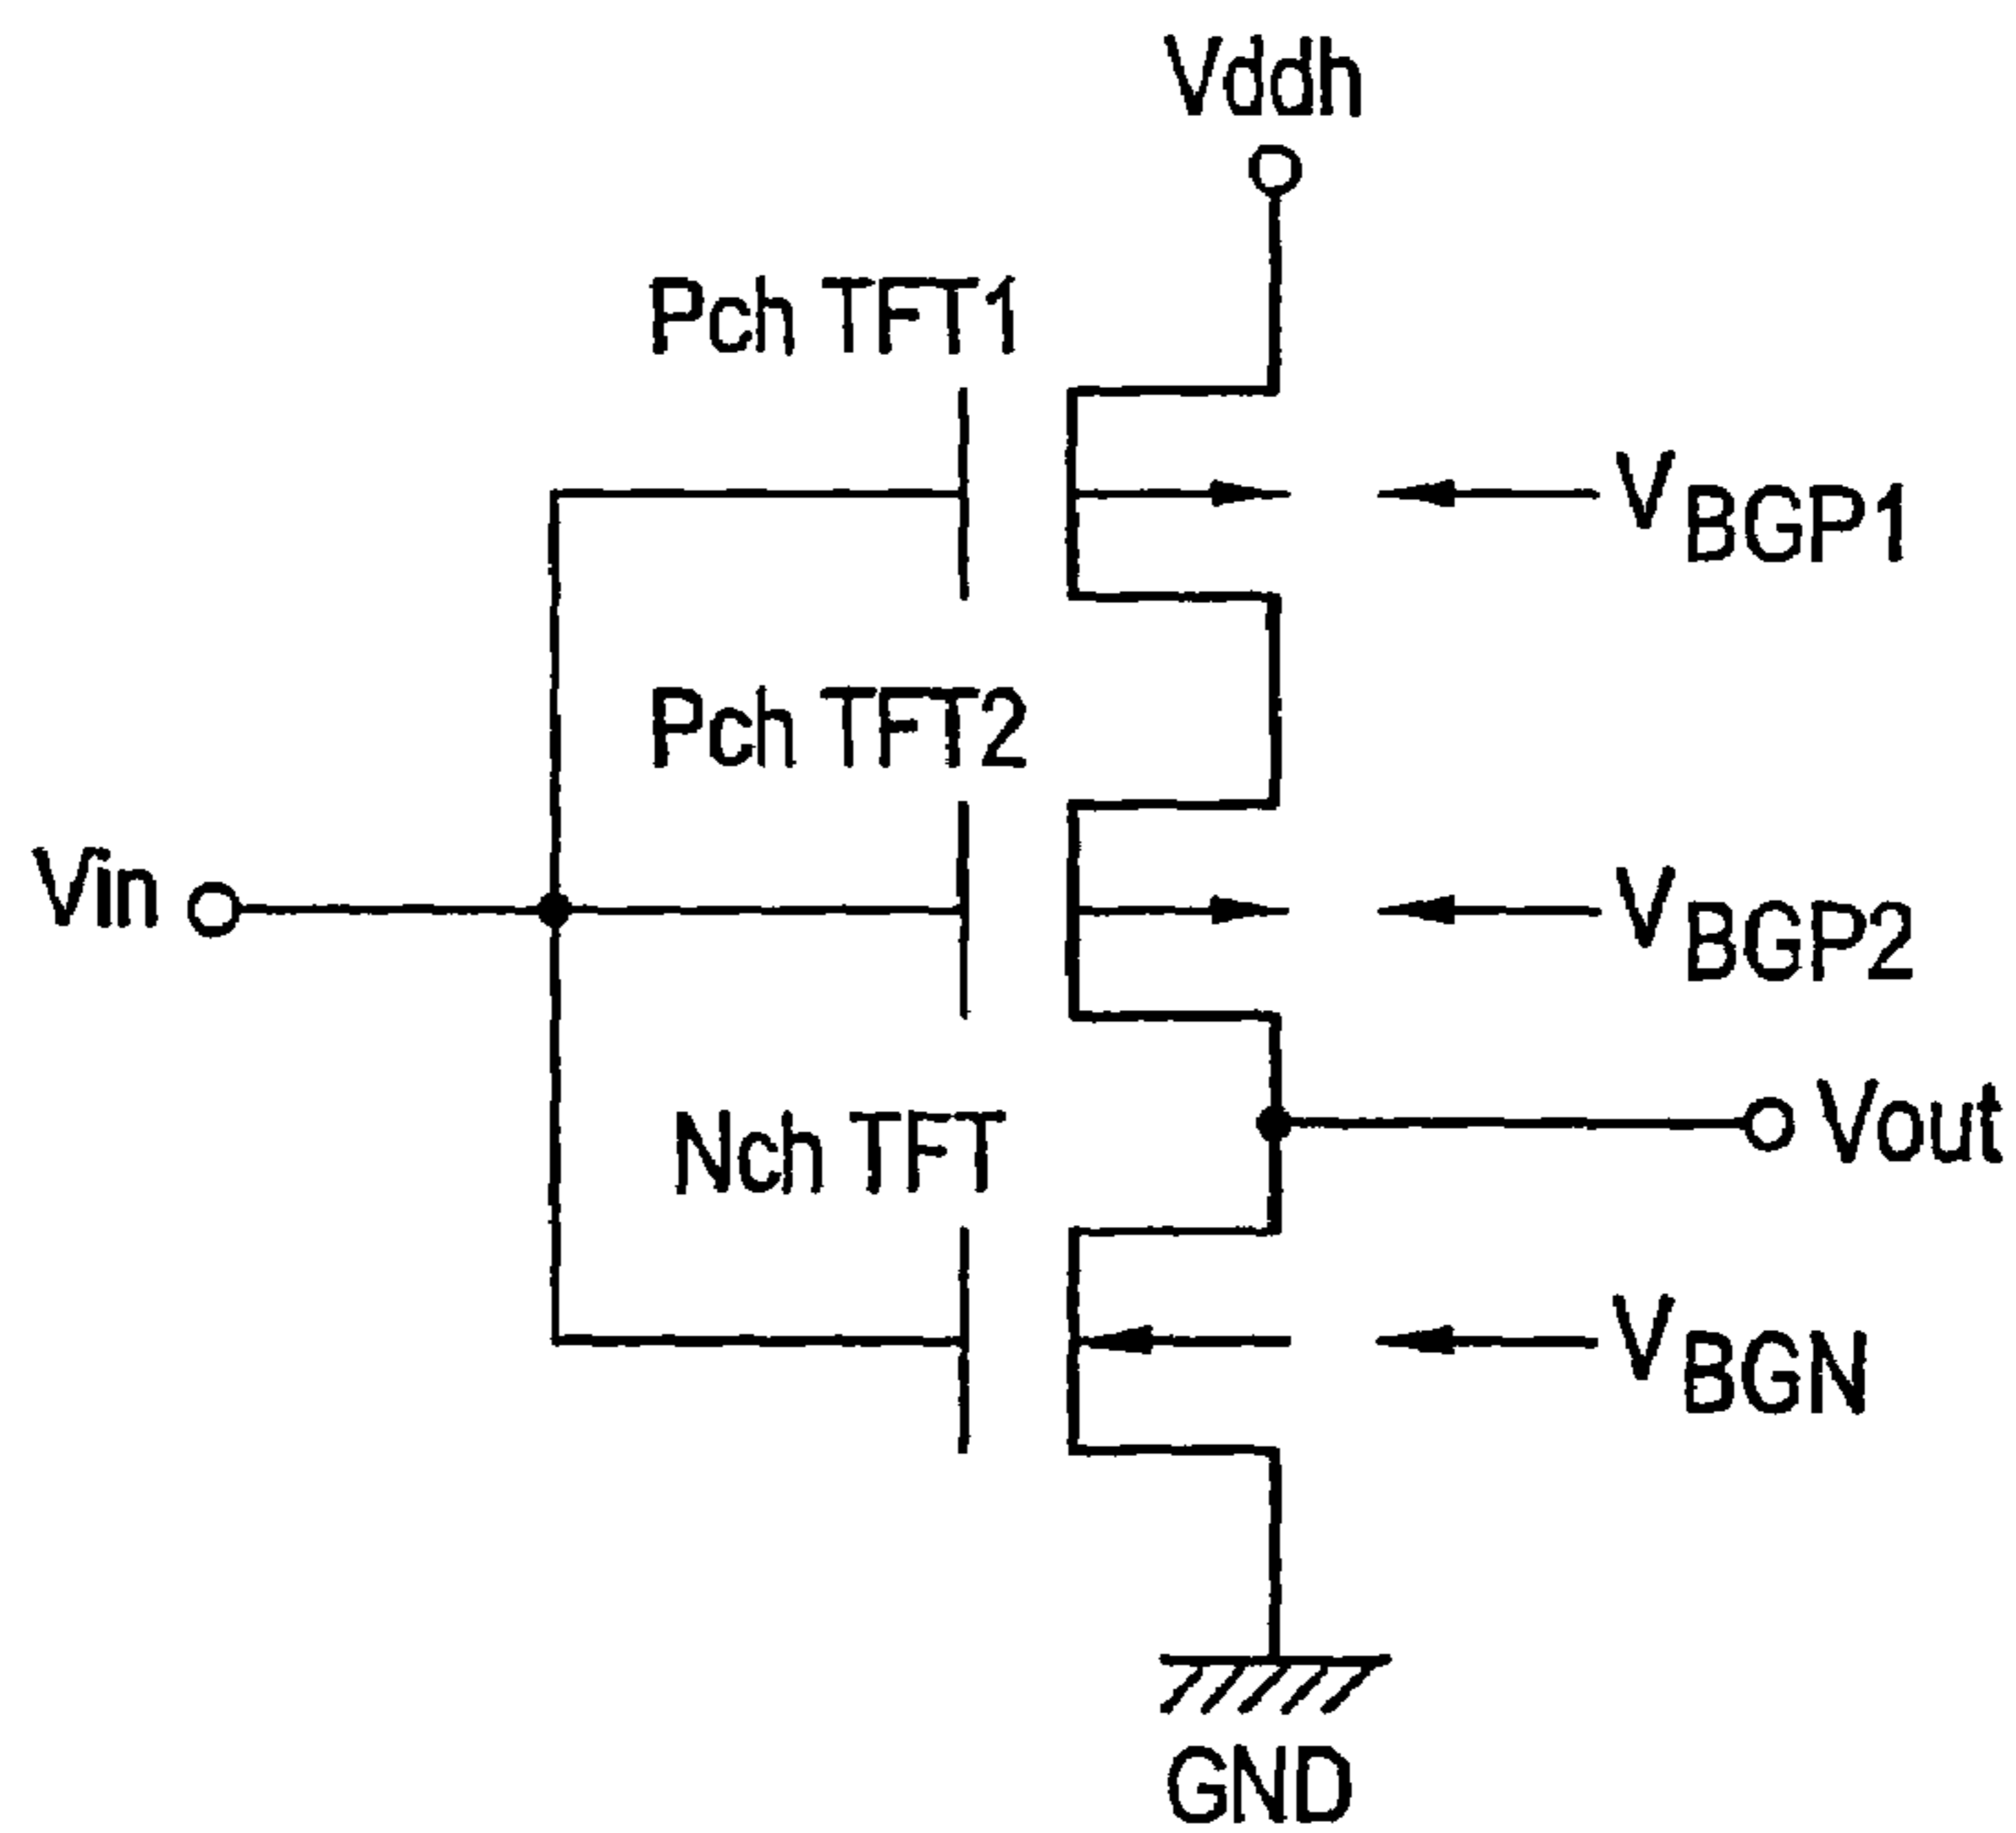 Vddh
Pch TFT1
VBGP1
Pch TFT2
Vin
VBGP2
Vout
Nch TFT
VBGN
GND